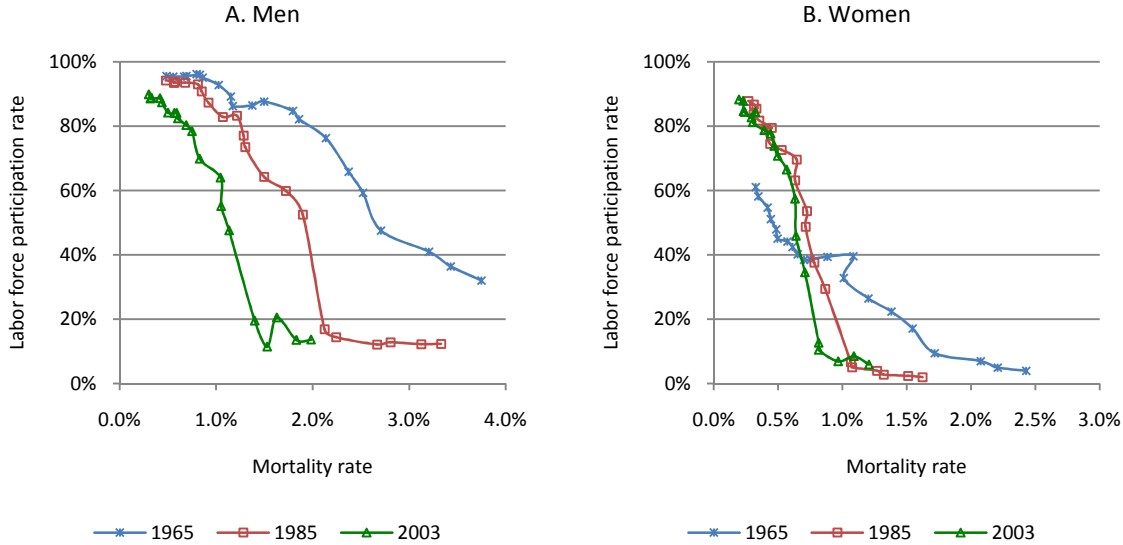 A. Men
100%
80%
60%
40%
20%
0%
0.0% 1.0% 2.0% 3.0% 4.0%
Labor force participation rate
Mortality rate
1965 1985 2003
B. Women
100%
80%
60%
40%
20%
0%
0.0% 0.5% 1.0% 1.5% 2.0% 2.5% 3.0%
Labor force participation rate
Mortality rate
1965 1985 2003